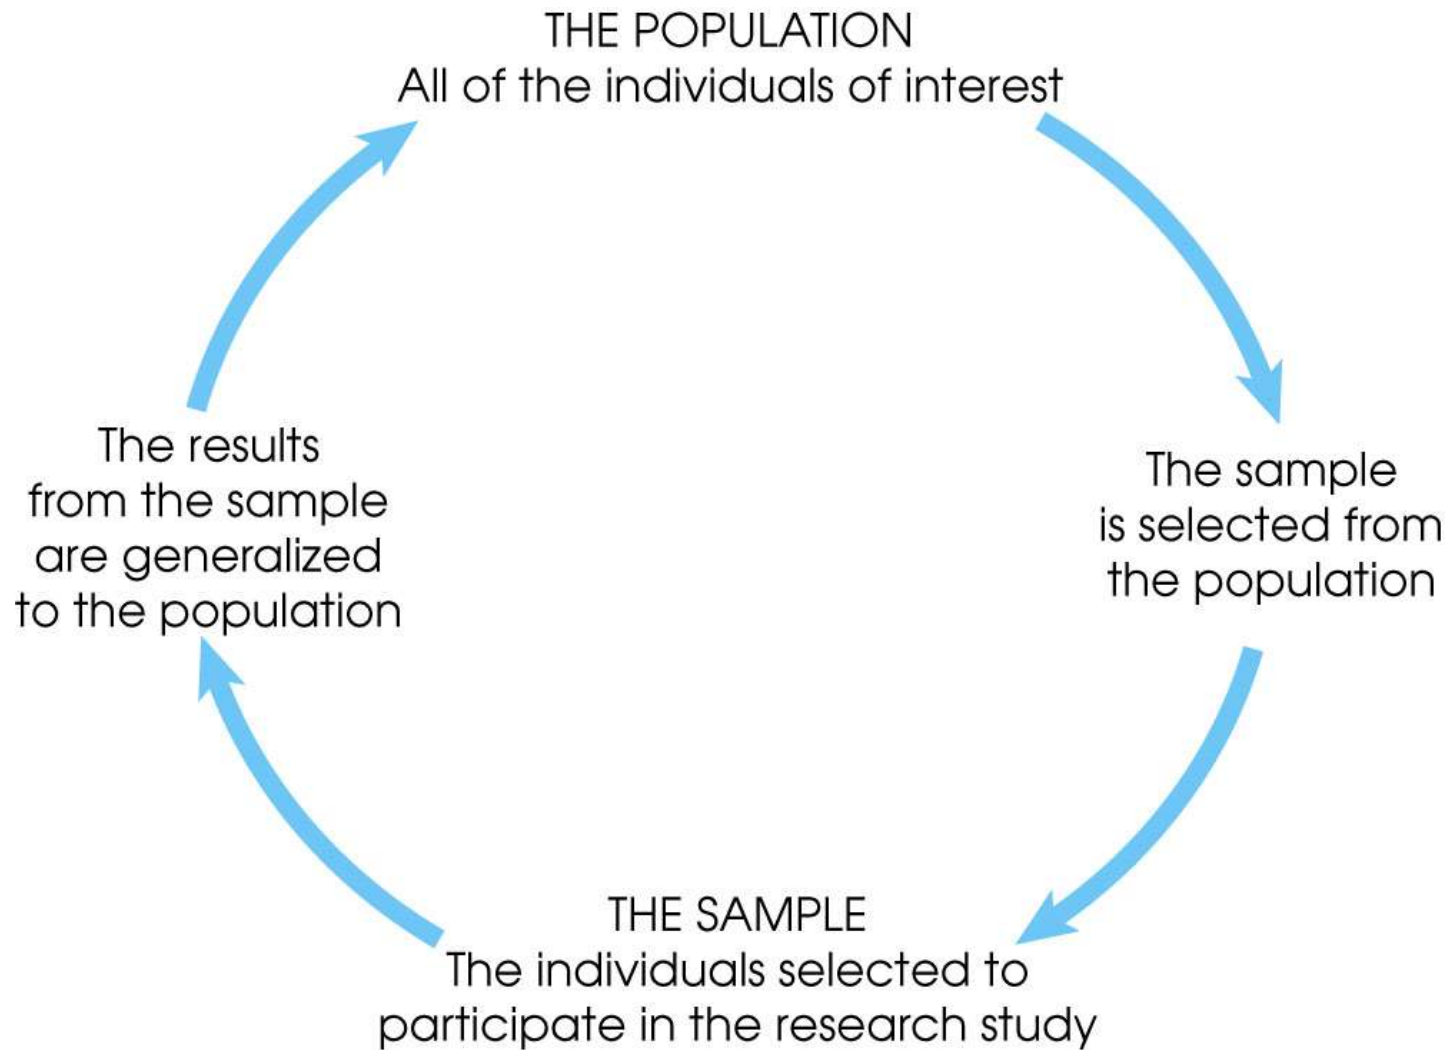 THE POPULATION
All of the individuals of interest
The sample
is selected from
the population
THE SAMPLE
The individuals selected to
participate in the research study
The results
from the sample
are generalized
to the population